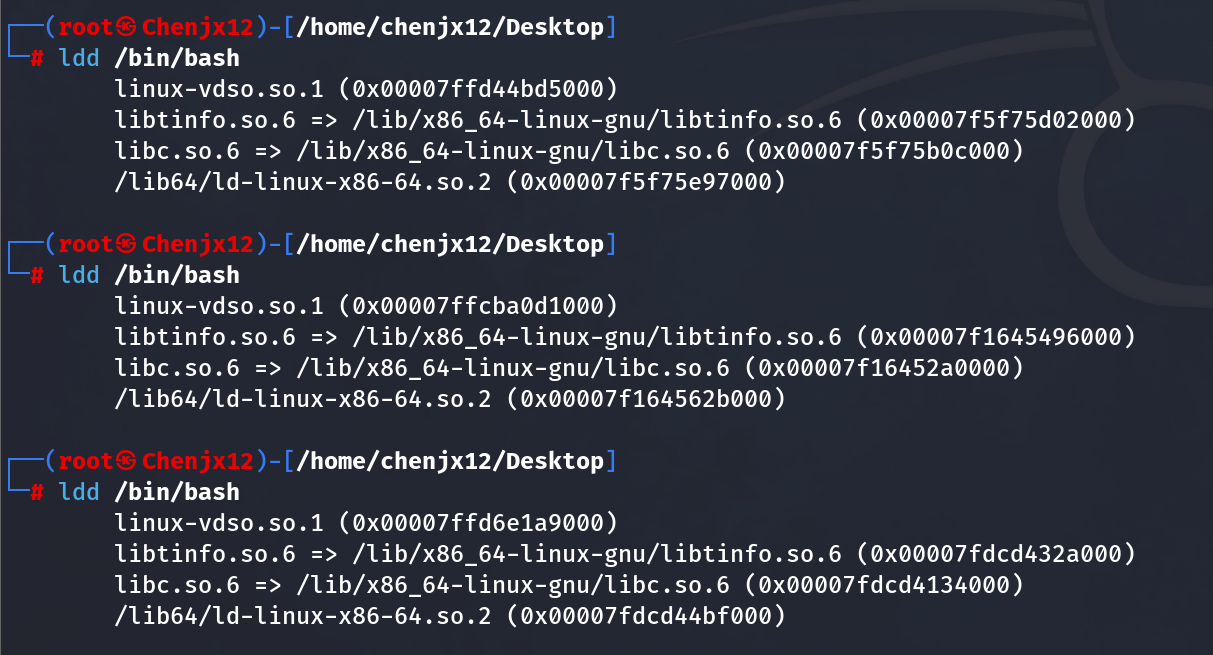 ┌──(root㉿Chenjx12)-[/home/chenjx12/Desktop]
└─# ldd /bin/bash
linux-vdso.so.1 (0x00007ffd44bd5000)
libtinfo.so.6 => /lib/x86_64-linux-gnu/libtinfo.so.6 (0x00007f5f75d02000)
libc.so.6 => /lib/x86_64-linux-gnu/libc.so.6 (0x00007f5f75b0c000)
/lib64/ld-linux-x86-64.so.2 (0x00007f5f75e97000)
┌──(root㉿Chenjx12)-[/home/chenjx12/Desktop]
└─# ldd /bin/bash
linux-vdso.so.1 (0x00007ffcba0d1000)
libtinfo.so.6 => /lib/x86_64-linux-gnu/libtinfo.so.6 (0x00007f1645496000)
libc.so.6 => /lib/x86_64-linux-gnu/libc.so.6 (0x00007f16452a0000)
/lib64/ld-linux-x86-64.so.2 (0x00007f164562b000)
┌──(root㉿Chenjx12)-[/home/chenjx12/Desktop]
└─# ldd /bin/bash
linux-vdso.so.1 (0x00007ffd6e1a9000)
libtinfo.so.6 => /lib/x86_64-linux-gnu/libtinfo.so.6 (0x00007fdcd432a000)
libc.so.6 => /lib/x86_64-linux-gnu/libc.so.6 (0x00007fdcd4134000)
/lib64/ld-linux-x86-64.so.2 (0x00007fdcd44bf000)